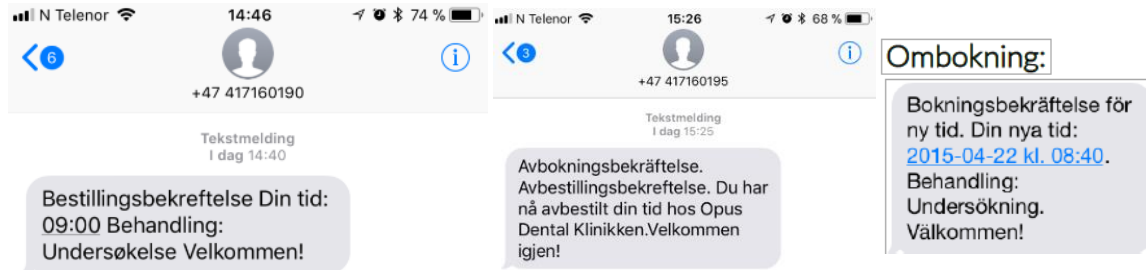 N Telenor 14:46 74 %
6
+47 417160190
Tekstmelding
I dag 14:40
Bestillingsbekreftelse Din tid:
09:00 Behandling:
Undersøkelse Velkommen!
N Telenor 15:26 68 %
3
+47 417160195
Tekstmelding
I dag 15:25
Avbokningsbekräftelse.
Avbestillingsbekreftelse. Du har
nå avbestilt din tid hos Opus
Dental Klinikken.Velkommen
igjen!
Ombokning:
Bokningsbekräftelse för
ny tid. Din nya tid:
2015-04-22 kl. 08:40.
Behandling:
Undersökning.
Välkommen!